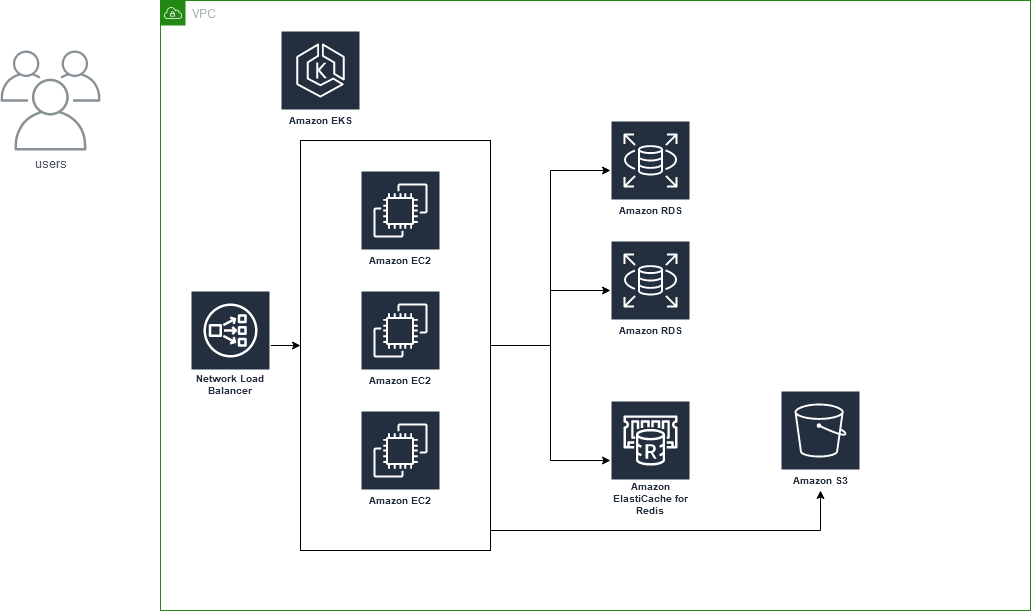 VPC
users
Amazon EKS
Amazon EC2
Amazon EC2
Amazon EC2
Network Load
Balancer
Amazon RDS
Amazon RDS
R
Amazon
ElastiCache for
Redis
Amazon S3
K